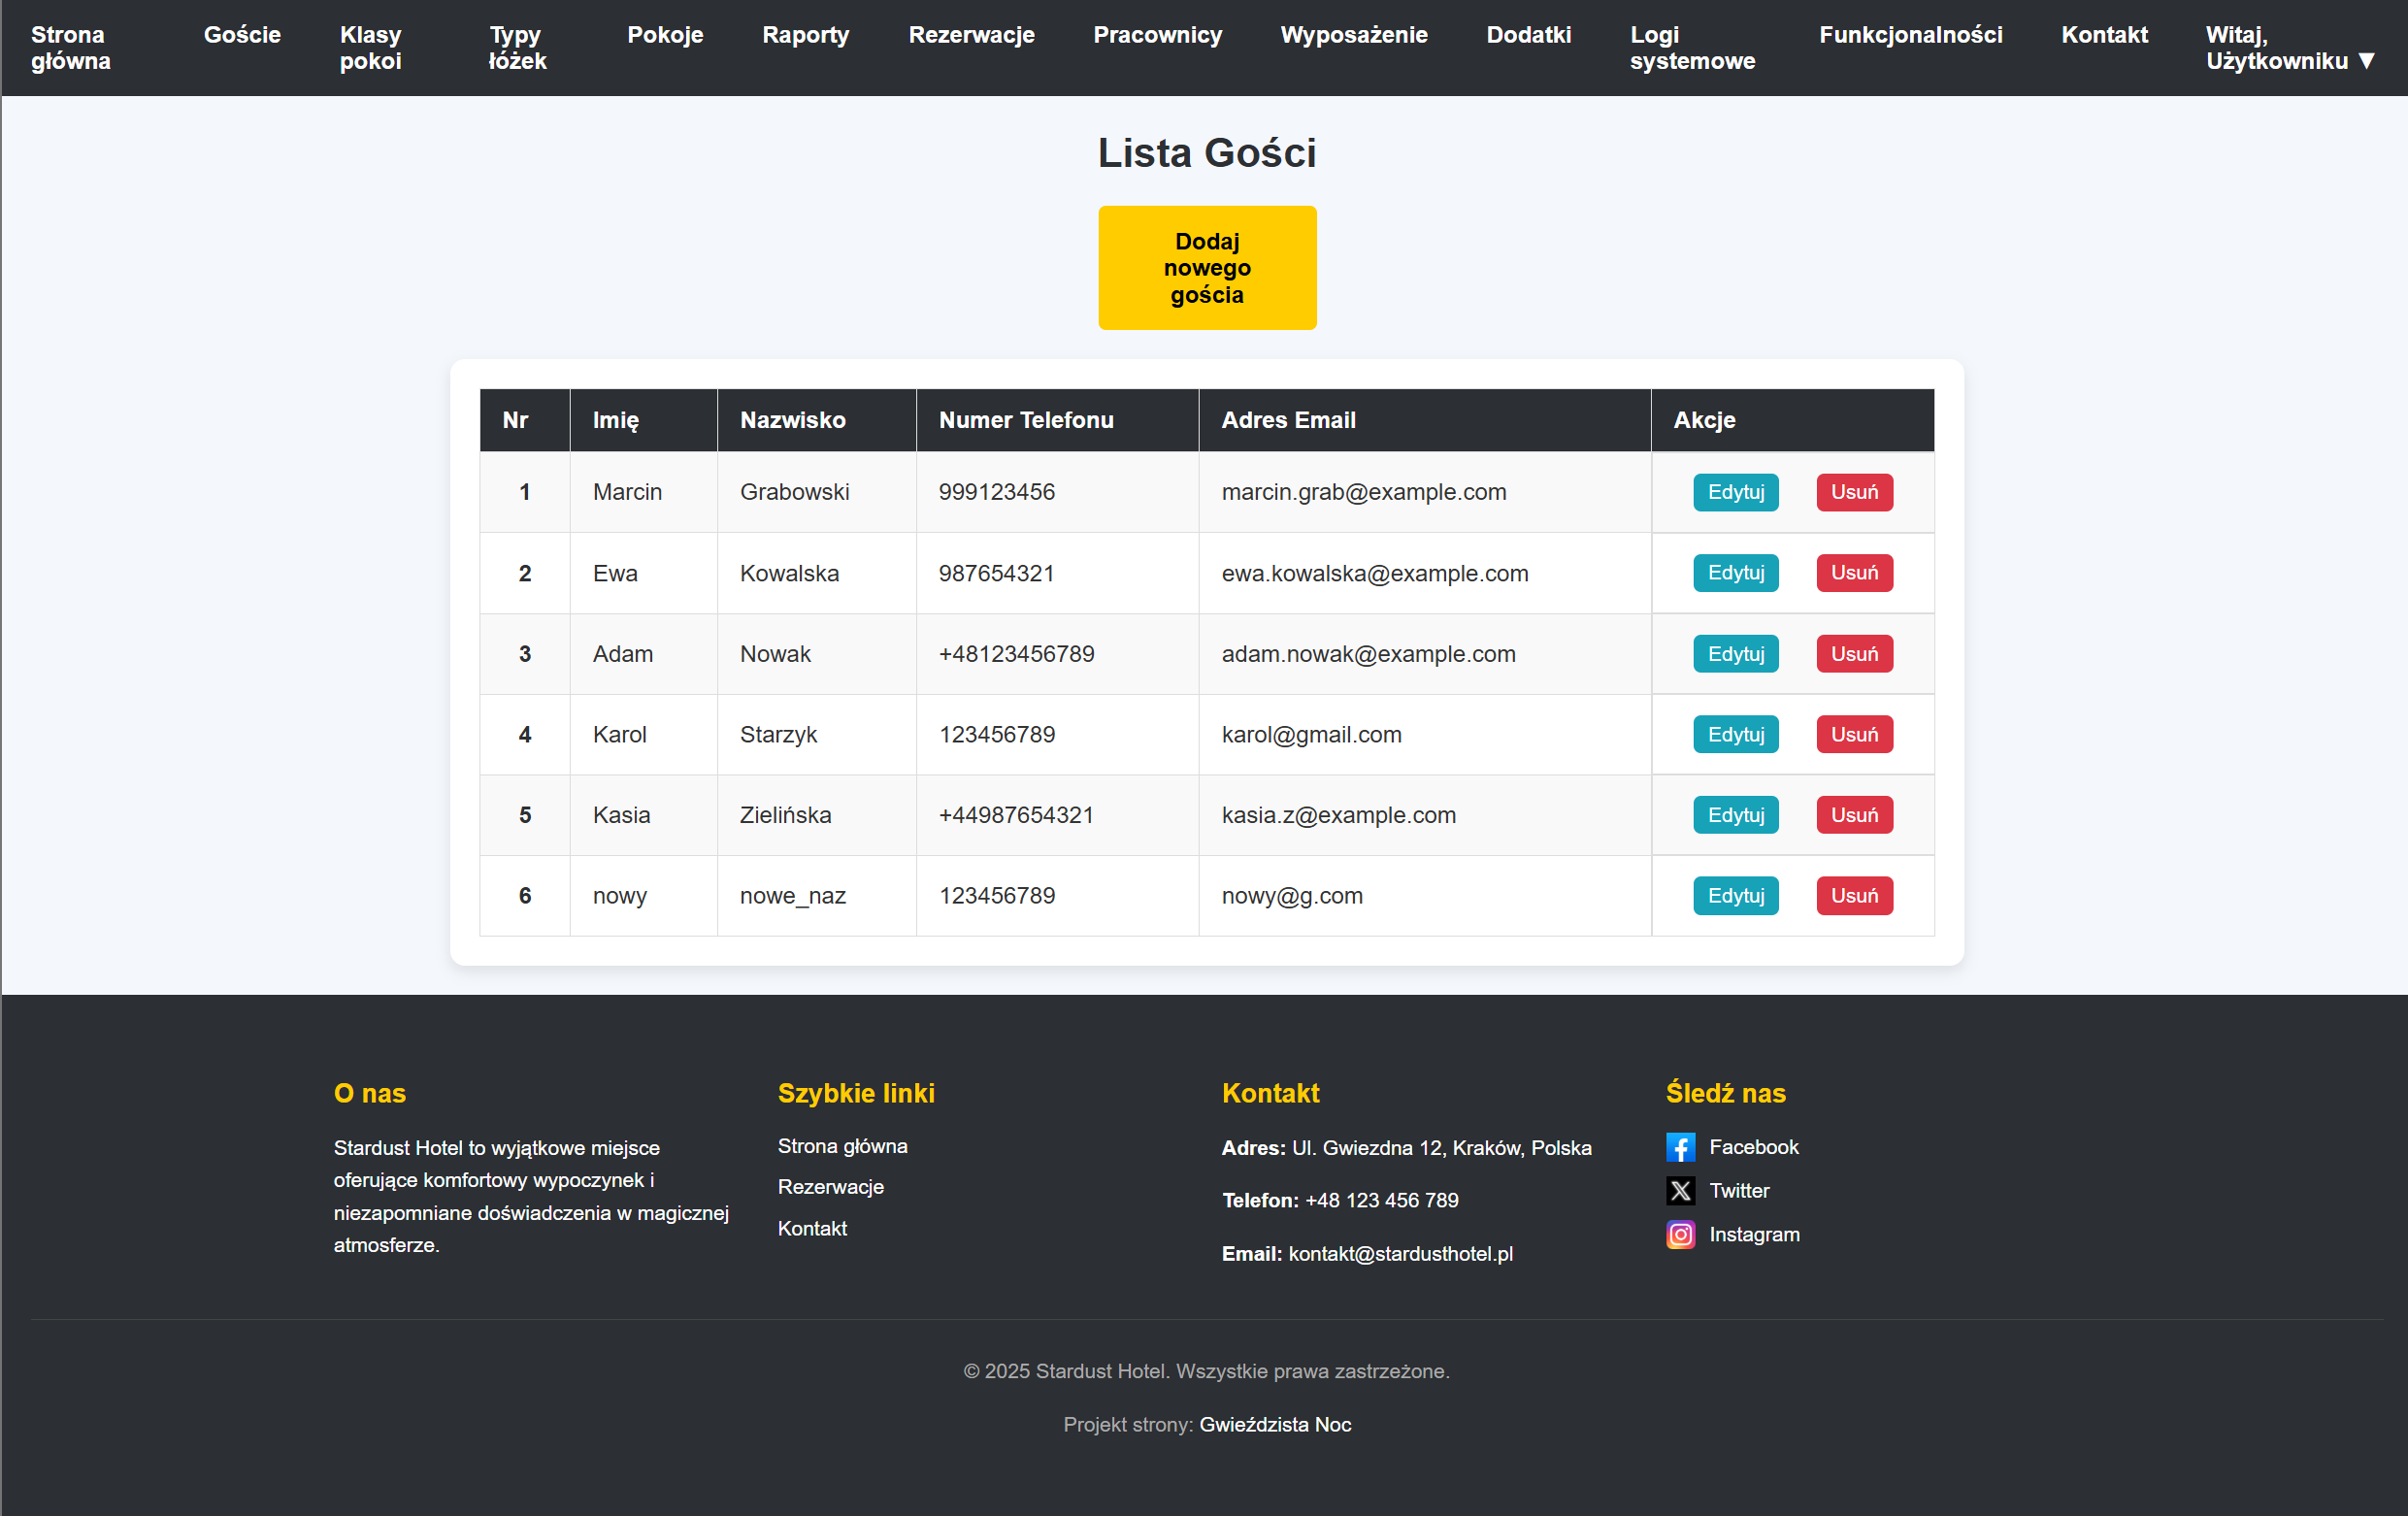 Strona główna Goście Klasy pokoi Typy łóżek Pokoje Raporty Rezerwacje Pracownicy Wyposażenie Dodatki Logi systemowe Funkcjonalności Kontakt Witaj, Użytkowniku ▼
Lista Gości
Dodaj
nowego
gościa
Nr Imię Nazwisko Numer Telefonu Adres Email Akcje
1 Marcin Grabowski 999123456 marcin.grab@example.com Edytuj Usuń
2 Ewa Kowalska 987654321 ewa.kowalska@example.com Edytuj Usuń
3 Adam Nowak +48123456789 adam.nowak@example.com Edytuj Usuń
4 Karol Starzyk 123456789 karol@gmail.com Edytuj Usuń
5 Kasia Zielińska +44987654321 kasia.z@example.com Edytuj Usuń
6 nowy nowe_naz 123456789 nowy@g.com Edytuj Usuń
O nas
Stardust Hotel to wyjątkowe miejsce
oferujące komfortowy wypoczynek i
niezapomniane doświadczenia w magicznej
atmosferze.
Szybkie linki
Strona główna
Rezerwacje
Kontakt
Kontakt
Adres: Ul. Gwiezdna 12, Kraków, Polska
Telefon: +48 123 456 789
Email: kontakt@stardusthotel.pl
Śledź nas
Facebook
Twitter
Instagram
© 2025 Stardust Hotel. Wszystkie prawa zastrzeżone.
Projekt strony: Gwieździsta Noc